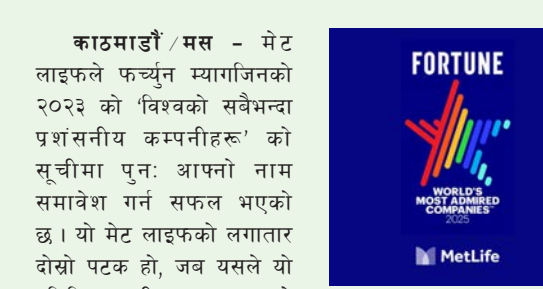 काठमाडौं/मस - मेट
लाइफले फर्च्युन म्यागजिनको
२०२३ को ‘विश्वको सबैभन्दा
प्रशंसनीय कम्पनीहरू’ को
सूचीमा पुन: आफ्नो नाम
समावेश गर्न सफल भएको
छ। यो मेट लाइफको लगातार
दोस्रो पटक हो, जब यसले यो
FORTUNE
WORLD'S
MOST ADMIRED
COMPANIES™
2025
MetLife